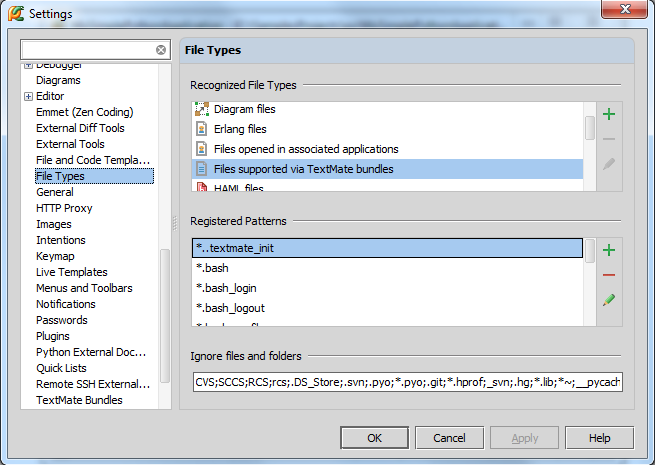 Settings
File Types
Debugger
Diagrams
Editor
Emmet (Zen Coding)
External Diff Tools
External Tools
File and Code Templa...
File Types
General
HTTP Proxy
Images
Intentions
Keymap
Live Templates
Menus and Toolbars
Notifications
Passwords
Plugins
Python External Doc...
Quick Lists
Remote SSH External...
TextMate Bundles
Recognized File Types
Diagram files
Erlang files
Files opened in associated applications
Files supported via TextMate bundles
HAML files
Registered Patterns
*..textmate_init
*.bash
*.bash_login
*.bash_logout
Ignore files and folders
CVS;SCCS;RCS;rcs;.DS_Store;.svn;.pyo;*.pyo;.git;*.hprof;_svn;.hg;*.lib;*~;__pycach
OK
Cancel
Apply
Help